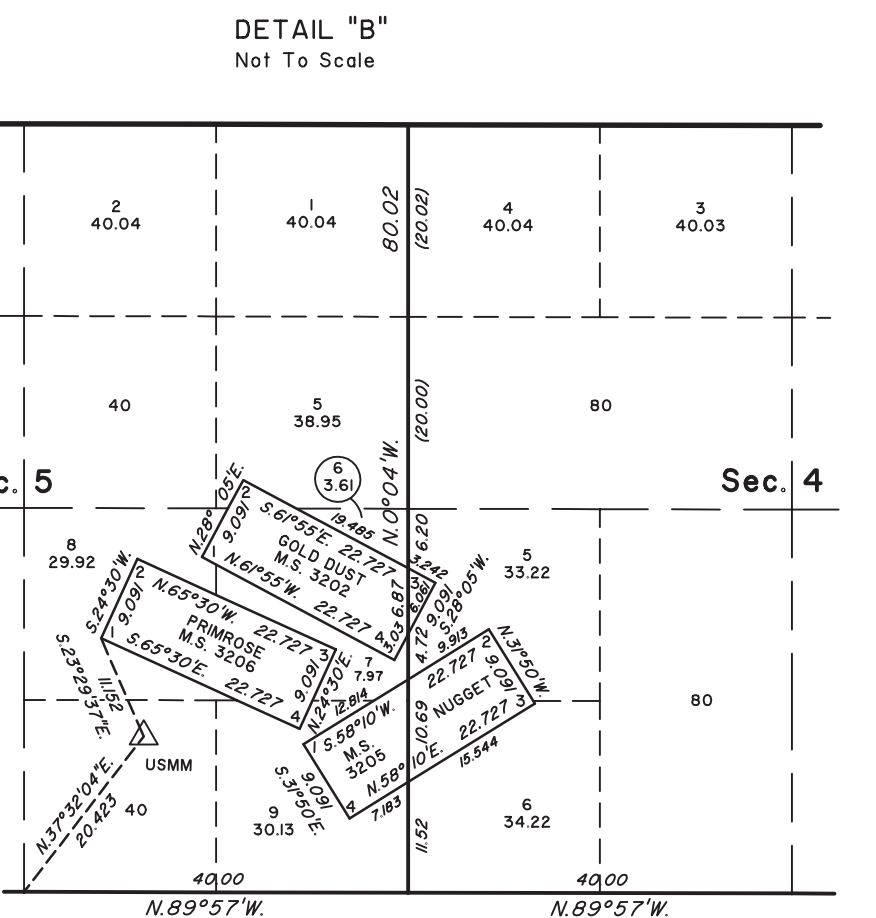 DETAIL "B"
Not To Scale
2
40.04
1
40.04
80.02
(20.02)
4
40.04
3
40.03
40
5
38.95
(20.00)
80
N.0°04'W.
c. 5
Sec. 4
6
3.61
19.485
6.20
8
29.92
N.28° 05'E.
9.091
2
1
S.61°55'E. 22.727
GOLD DUST
M.S. 3202
N.61°55'W. 22.727
3
4
3.242
6.061
3.03
6.87
4.72
9.091
S.28°05'W.
5
33.22
S.24°30'W.
9.091
2
1
N.65°30'W. 22.727
PRIMROSE
M.S. 3206
S.65°30'E. 22.727
3
4
9.091
N.24°30'E.
7
7.97
12.814
9.913
1
S.58°10'W. 22.727
2
9.091
N.31°50'W.
3
NUGGET
M.S.
3205
N.58° 10'E. 22.727
10.69
15.544
4
7.183
9.091
S.31°50'E.
80
S.23°29'37"E.
11.152
USMM
N.37°32'04"E.
20.423
40
9
30.13
11.52
6
34.22
40.00
40.00
N.89°57'W.
N.89°57'W.